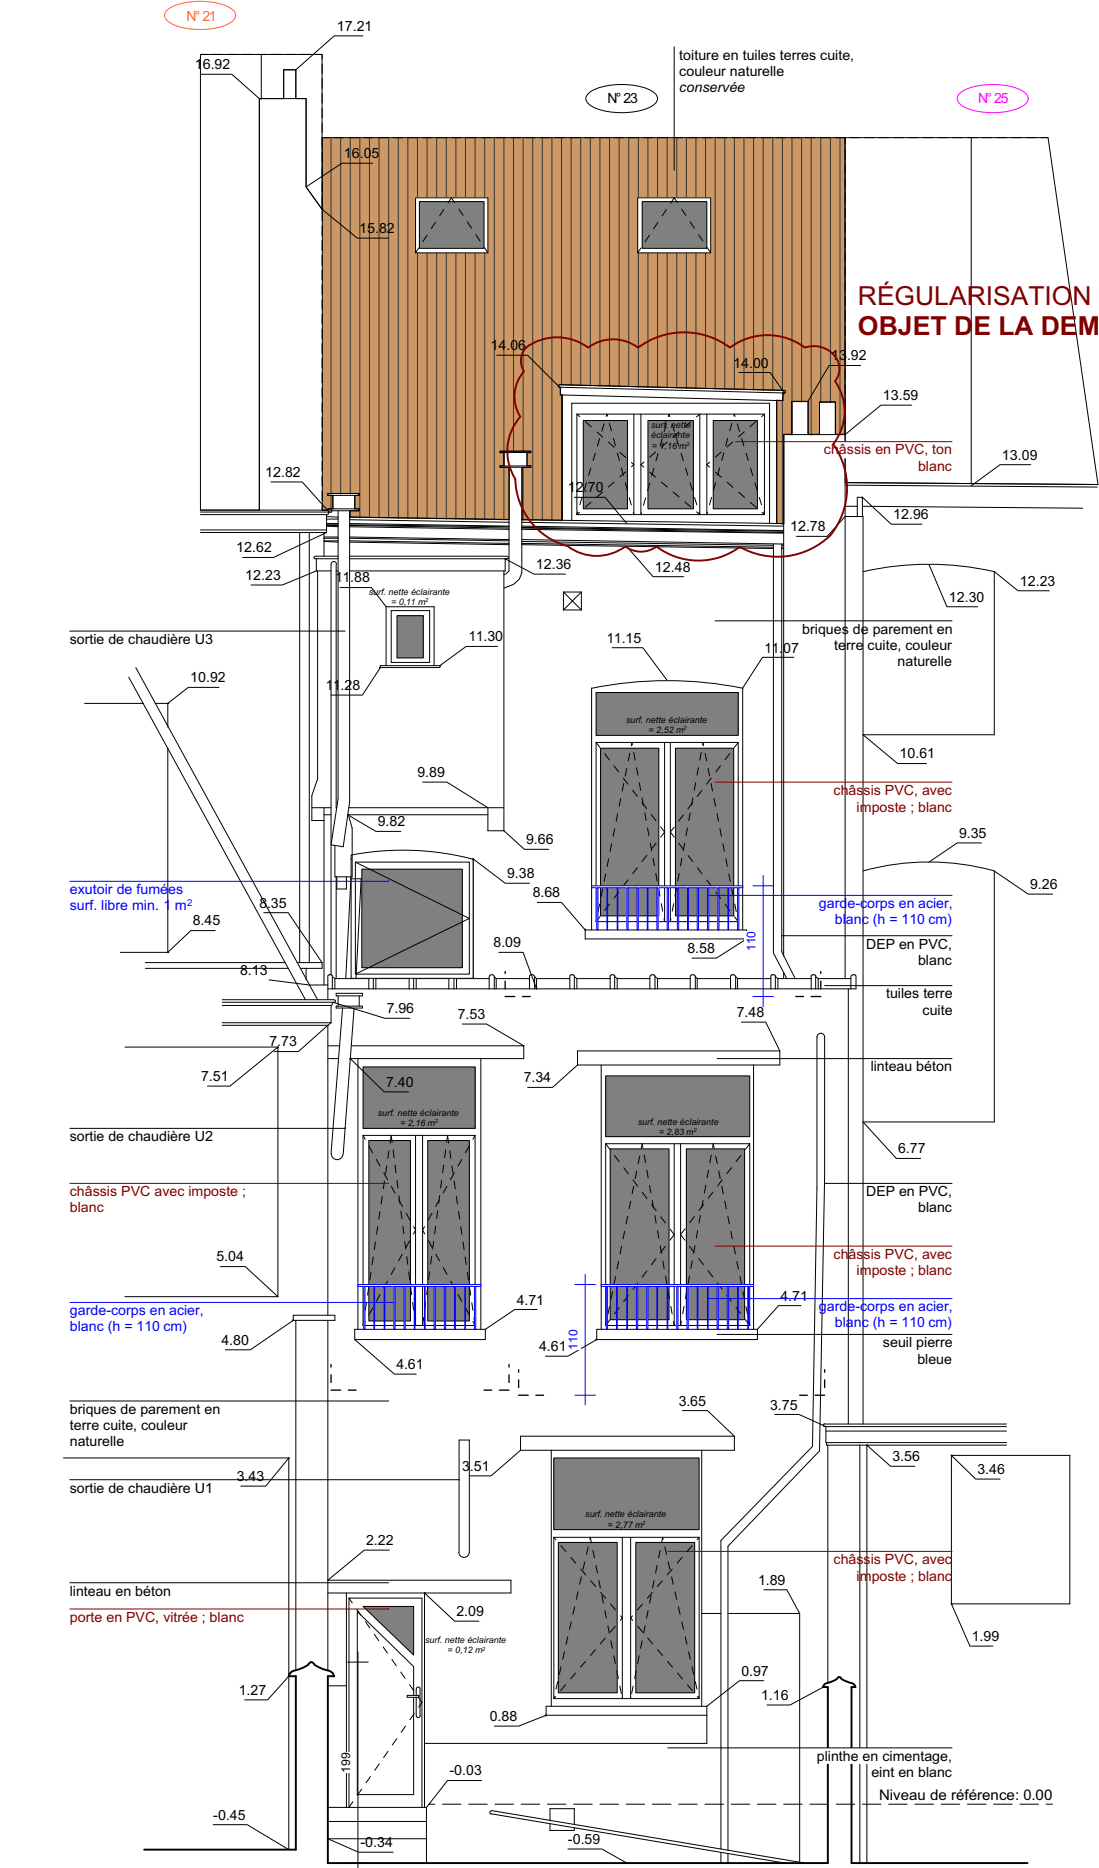 N° 21
17.21
16.92
toiture en tuiles terres cuite,
couleur naturelle
conservée
N° 23
N° 25
16.05
15.82
RÉGULARISATION
OBJET DE LA DEM
14.06
14.00
13.92
13.59
surf. nette
éclairante
châssis en PVC, ton
blanc
13.09
12.82
12.70
12.96
12.78
12.62
12.48
12.36
12.23
11.88
surf. nette éclairante
= 0,11 m²
12.30
12.23
sortie de chaudière U3
11.30
11.15
11.07
briques de parement en
terre cuite, couleur
naturelle
11.28
10.92
surf. nette éclairante
= 2,52 m²
10.61
9.89
châssis PVC, avec
imposte ; blanc
9.82
9.66
9.35
9.38
9.26
exutoir de fumées
surf. libre min. 1 m²
8.35
8.68
garde-corps en acier,
blanc (h = 110 cm)
8.45
8.09
8.58
110
DEP en PVC,
blanc
8.13
7.96
tuiles terre
cuite
7.53
7.48
7.73
7.51
7.40
7.34
linteau béton
surf. nette éclairante
= 2,16 m²
surf. nette éclairante
= 2,83 m²
sortie de chaudière U2
6.77
châssis PVC avec imposte ;
blanc
DEP en PVC,
blanc
5.04
châssis PVC, avec
imposte ; blanc
garde-corps en acier,
blanc (h = 110 cm)
4.71
4.71
garde-corps en acier,
blanc (h = 110 cm)
4.80
4.61
4.61
110
seuil pierre
bleue
briques de parement en
terre cuite, couleur
naturelle
3.65
3.75
3.43
3.51
3.56
3.46
sortie de chaudière U1
surf. nette éclairante
= 2,77 m²
2.22
châssis PVC, avec
imposte ; blanc
linteau en béton
1.89
porte en PVC, vitrée ; blanc
2.09
surf. nette éclairante
= 0,12 m²
1.99
1.27
0.97
1.16
0.88
199
plinthe en cimentage,
eint en blanc
-0.03
Niveau de référence: 0.00
-0.45
-0.34
-0.59